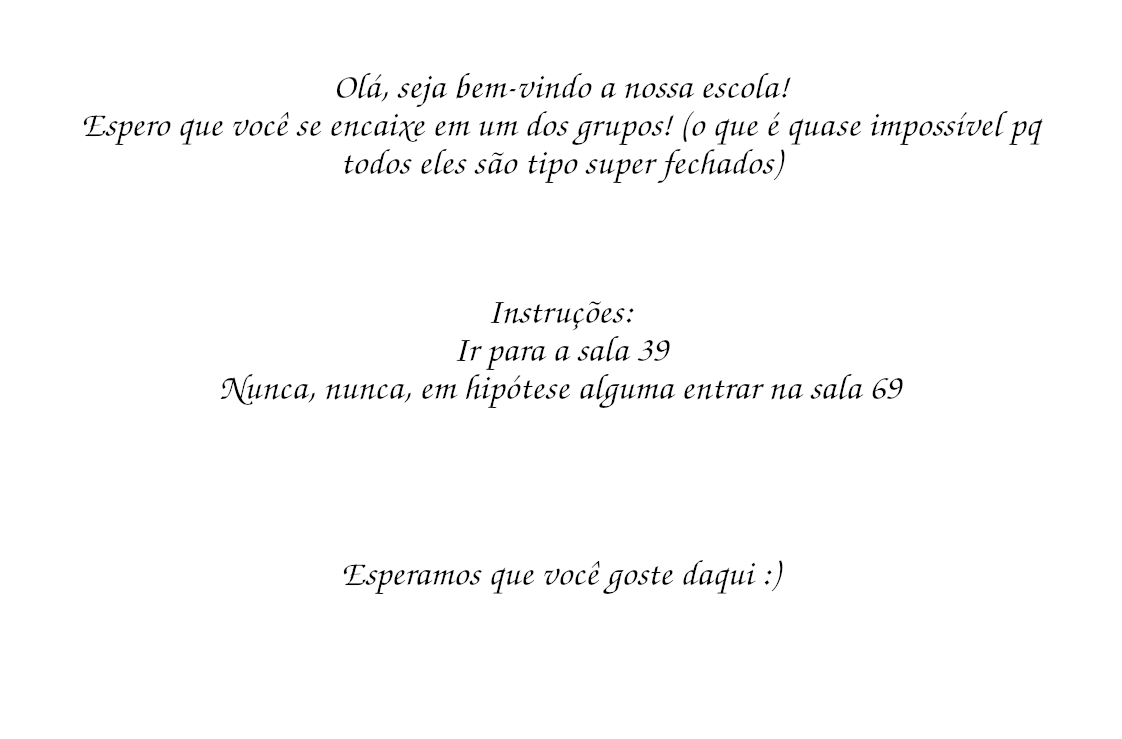 Olá, seja bem-vindo a nossa escola!
Espero que você se encaixe em um dos grupos! (o que é quase impossível pq
todos eles são tipo super fechados)
Instruções:
Ir para a sala 39
Nunca, nunca, em hipótese alguma entrar na sala 69
Esperamos que você goste daqui :)